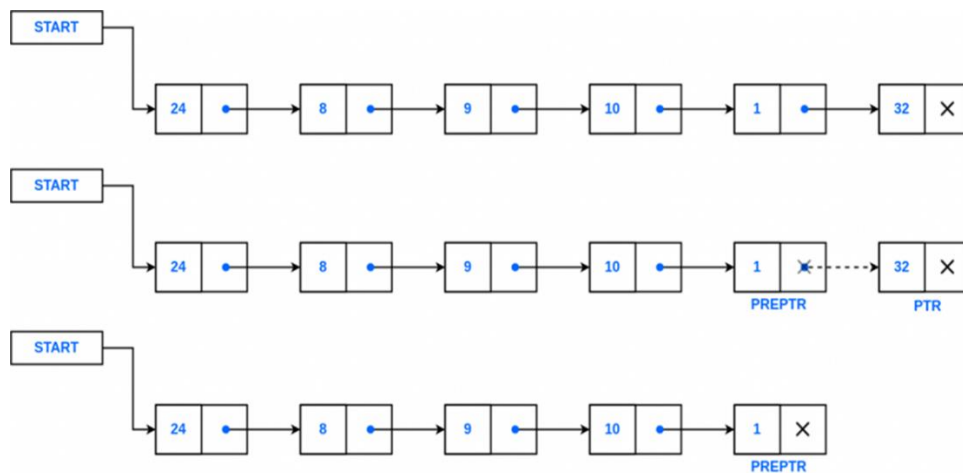 START
24 8 9 10 1 32
START
24 8 9 10 1 32
PREPTR PTR
START
24 8 9 10 1
PREPTR